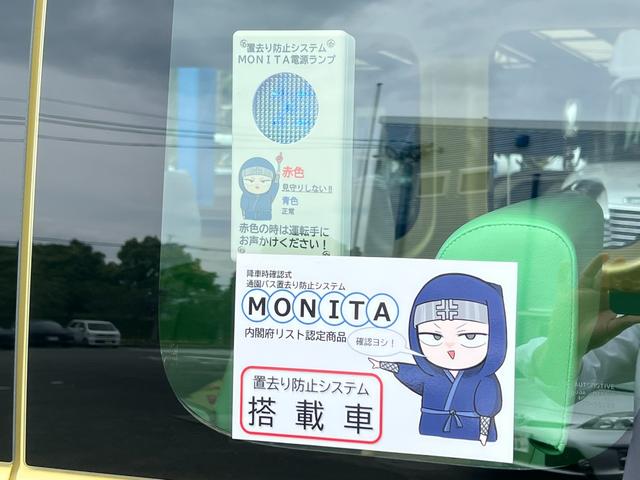 置去り防止システム
MONITA電源ランプ
赤色
見守りしない!!
青色
正常
赤色の時は運転手に
お声かけください！
降車時確認式
通園バス置去り防止システム
MONITA
内閣府リスト認定商品
確認ヨシ！
置去り防止システム
搭載車
AUTOMOTIVE